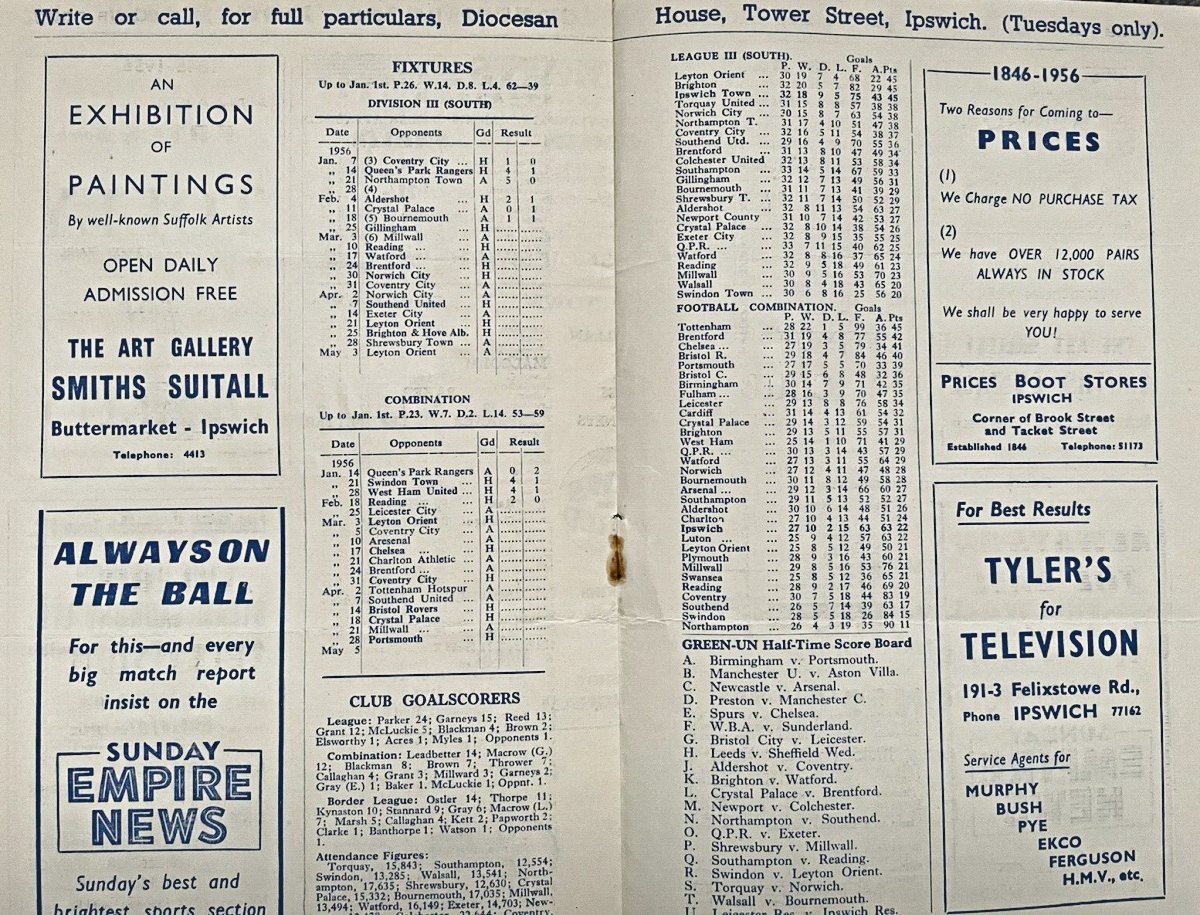 Write or call, for full particulars, Diocesan House, Tower Street, Ipswich. (Tuesdays only).
AN
EXHIBITION
OF
PAINTINGS
By well-known Suffolk Artists
OPEN DAILY
ADMISSION FREE
THE ART GALLERY
SMITHS SUITALL
Buttermarket - Ipswich
Telephone: 4413
ALWAYS ON
THE BALL
For this—and every
big match report
insist on the
SUNDAY
EMPIRE
NEWS
Sunday's best and
brightest sports section
FIXTURES
Up to Jan. 1st. P.26. W.14. D.8. L.4. 62—39
DIVISION III (SOUTH)
Date Opponents Gd Result
1956
Jan. 7 (3) Coventry City ... H 1 0
„ 14 Queen's Park Rangers H 4 1
„ 21 Northampton Town A 5 0
„ 28 (4)
Feb. 4 Aldershot ... H 2 1
„ 11 Crystal Palace ... A 0 1
„ 18 (5) Bournemouth ... A 1 1
„ 25 Gillingham ... H
Mar. 3 (6) Millwall ... A
„ 10 Reading ... ... H
„ 17 Watford ... ... A
„ 24 Brentford ... ... H
„ 30 Norwich City ... H
„ 31 Coventry City ... A
Apr. 2 Norwich City ... A
„ 7 Southend United ... H
„ 14 Exeter City ... A
„ 21 Leyton Orient ... H
„ 25 Brighton & Hove Alb. H
„ 28 Shrewsbury Town ... A
May 3 Leyton Orient ... A
COMBINATION
Up to Jan. 1st. P.23. W.7. D.2. L.14. 53—59
Date Opponents Gd Result
1956
Jan. 14 Queen's Park Rangers A 0 2
„ 21 Swindon Town ... H 4 1
„ 28 West Ham United ... H 4 1
Feb. 18 Reading ... ... H 2 0
„ 25 Leicester City ... A
Mar. 3 Leyton Orient ... H
„ 5 Coventry City ... A
„ 10 Aresenal ... A
„ 17 Chelsea ... ... H
„ 21 Charlton Athletic ... A
„ 24 Brentford ... ... A
„ 31 Coventry City ... H
Apr. 2 Tottenham Hotspur A
„ 7 Southend United ... A
„ 14 Bristol Rovers ... H
„ 18 Crystal Palace ... H
„ 21 Millwall ... ... A
„ 28 Portsmouth ... H
May 5
CLUB GOALSCORERS
League: Parker 24; Garneys 15; Reed 13;
Grant 12; McLuckie 5; Blackman 4; Brown 2;
Elsworthy 1; Acres 1; Myles 1; Opponents 1.
Combination: Leadbetter 14; Macrow (G.)
12; Blackman 8; Brown 7; Thrower 7;
Callaghan 4; Grant 3; Millward 3; Garneys 2;
Gray (E.) 1; Baker 1. McLuckie 1; Oppnt. 1.
Border League: Ostler 14; Thorpe 11;
Kynaston 10; Stannard 9; Gray 6; Macrow (L.)
7; Marsh 5; Callaghan 4; Kett 2; Papworth 2;
Clarke 1; Banthorpe 1; Watson 1; Opponents
1.
Attendance Figures:
Torquay, 15,843; Southampton, 12,554;
Swindon, 13,285; Walsall, 13,541; North-
ampton, 17,635; Shrewsbury, 12,630; Crystal
Palace, 15,332; Bournemouth, 17,035; Millwall,
13,494; Watford, 16,149; Exeter, 14,703; New-
LEAGUE III (SOUTH).
Goals
P. W. D. L. F. A. Pts
Leyton Orient ... 30 19 7 4 68 22 45
Brighton ... 32 20 5 7 82 29 45
Ipswich Town ... 32 18 9 5 75 43 45
Torquay United ... 31 15 8 8 57 38 38
Norwich City ... 30 15 8 7 63 54 38
Northampton T. 31 17 4 10 51 47 38
Coventry City ... 32 16 5 11 54 38 37
Southend Utd. ... 29 16 4 9 70 55 36
Brentford ... 31 13 8 10 47 49 34
Colchester United 32 13 8 11 53 58 34
Southampton ... 33 14 5 14 67 59 33
Gillingham ... 32 12 7 13 49 56 31
Bournemouth ... 31 11 7 13 41 39 29
Shrewsbury T. ... 32 11 7 14 50 52 29
Aldershot ... 32 8 11 13 54 63 27
Newport County 31 10 7 14 42 53 27
Crystal Palace ... 32 8 10 14 38 54 26
Exeter City ... 32 8 9 15 35 55 25
Q.P.R. ... ... 33 7 11 15 40 62 25
Watford ... 32 8 8 16 37 65 24
Reading ... 32 9 5 18 49 61 23
Millwall ... 30 9 5 16 53 70 23
Walsall ... 30 8 4 18 43 65 20
Swindon Town ... 30 6 8 16 25 56 20
FOOTBALL COMBINATION.
Goals
P. W. D. L. F. A. Pts
Tottenham ... 28 22 1 5 99 36 45
Brentford ... 31 19 4 8 77 55 42
Chelsea ... ... 27 19 3 5 79 34 41
Bristol R. ... 29 18 4 7 84 46 40
Portsmouth ... 27 17 5 5 70 33 39
Bristol C. ... 29 15 6 8 48 32 36
Birmingham ... 30 14 7 9 71 42 35
Fulham ... ... 28 16 3 9 70 47 35
Leicester ... 29 13 8 8 76 58 34
Cardiff ... 31 14 4 13 61 54 32
Crystal Palace ... 29 14 3 12 59 54 31
Brighton ... 29 13 5 11 55 57 31
West Ham ... 25 14 1 10 71 41 29
Q.P.R. ... ... 30 13 3 14 43 57 29
Watford ... 27 13 3 11 55 64 29
Norwich ... 27 12 4 11 47 48 28
Bournemouth ... 30 11 8 12 49 58 28
Arsenal ... ... 29 12 3 14 66 60 27
Southampton ... 29 11 5 13 52 52 27
Aldershot ... 30 10 6 14 48 51 26
Charlton ... 27 10 4 13 44 51 24
Ipswich ... 27 10 2 15 63 63 22
Luton ... ... 25 9 4 12 57 63 22
Leyton Orient ... 25 8 5 12 49 50 21
Plymouth ... 28 9 3 16 43 60 21
Millwall ... 29 8 5 16 53 76 21
Swansea ... 25 8 5 12 36 65 21
Reading ... 28 9 2 17 46 69 20
Coventry ... 30 7 5 18 44 83 19
Southend ... 26 5 7 14 39 63 17
Swindon ... 28 5 5 18 26 84 15
Northampton ... 26 4 3 19 35 90 11
GREEN-UN Half-Time Score Board
A. Birmingham v. Portsmouth.
B. Manchester U. v. Aston Villa.
C. Newcastle v. Arsenal.
D. Preston v. Manchester C.
E. Spurs v. Chelsea.
F. W.B.A. v. Sunderland.
G. Bristol City v. Leicester.
H. Leeds v. Sheffield Wed.
J. Aldershot v. Coventry.
K. Brighton v. Watford.
L. Crystal Palace v. Brentford.
M. Newport v. Colchester.
N. Northampton v. Southend.
O. Q.P.R. v. Exeter.
P. Shrewsbury v. Millwall.
Q. Southampton v. Reading.
R. Swindon v. Leyton Orient.
S. Torquay v. Norwich.
T. Walsall v. Bournemouth.
U. Leicester Res. v. Ipswich Res.
1846-1956
Two Reasons for Coming to—
PRICES
(1)
We Charge NO PURCHASE TAX
(2)
We have OVER 12,000 PAIRS
ALWAYS IN STOCK
We shall be very happy to serve
YOU!
PRICES BOOT STORES
IPSWICH
Corner of Brook Street
and Tacket Street
Established 1846 Telephone: 51173
For Best Results
TYLER'S
for
TELEVISION
191-3 Felixstowe Rd.,
Phone IPSWICH 77162
Service Agents for
MURPHY
BUSH
PYE
EKCO
FERGUSON
H.M.V., etc.